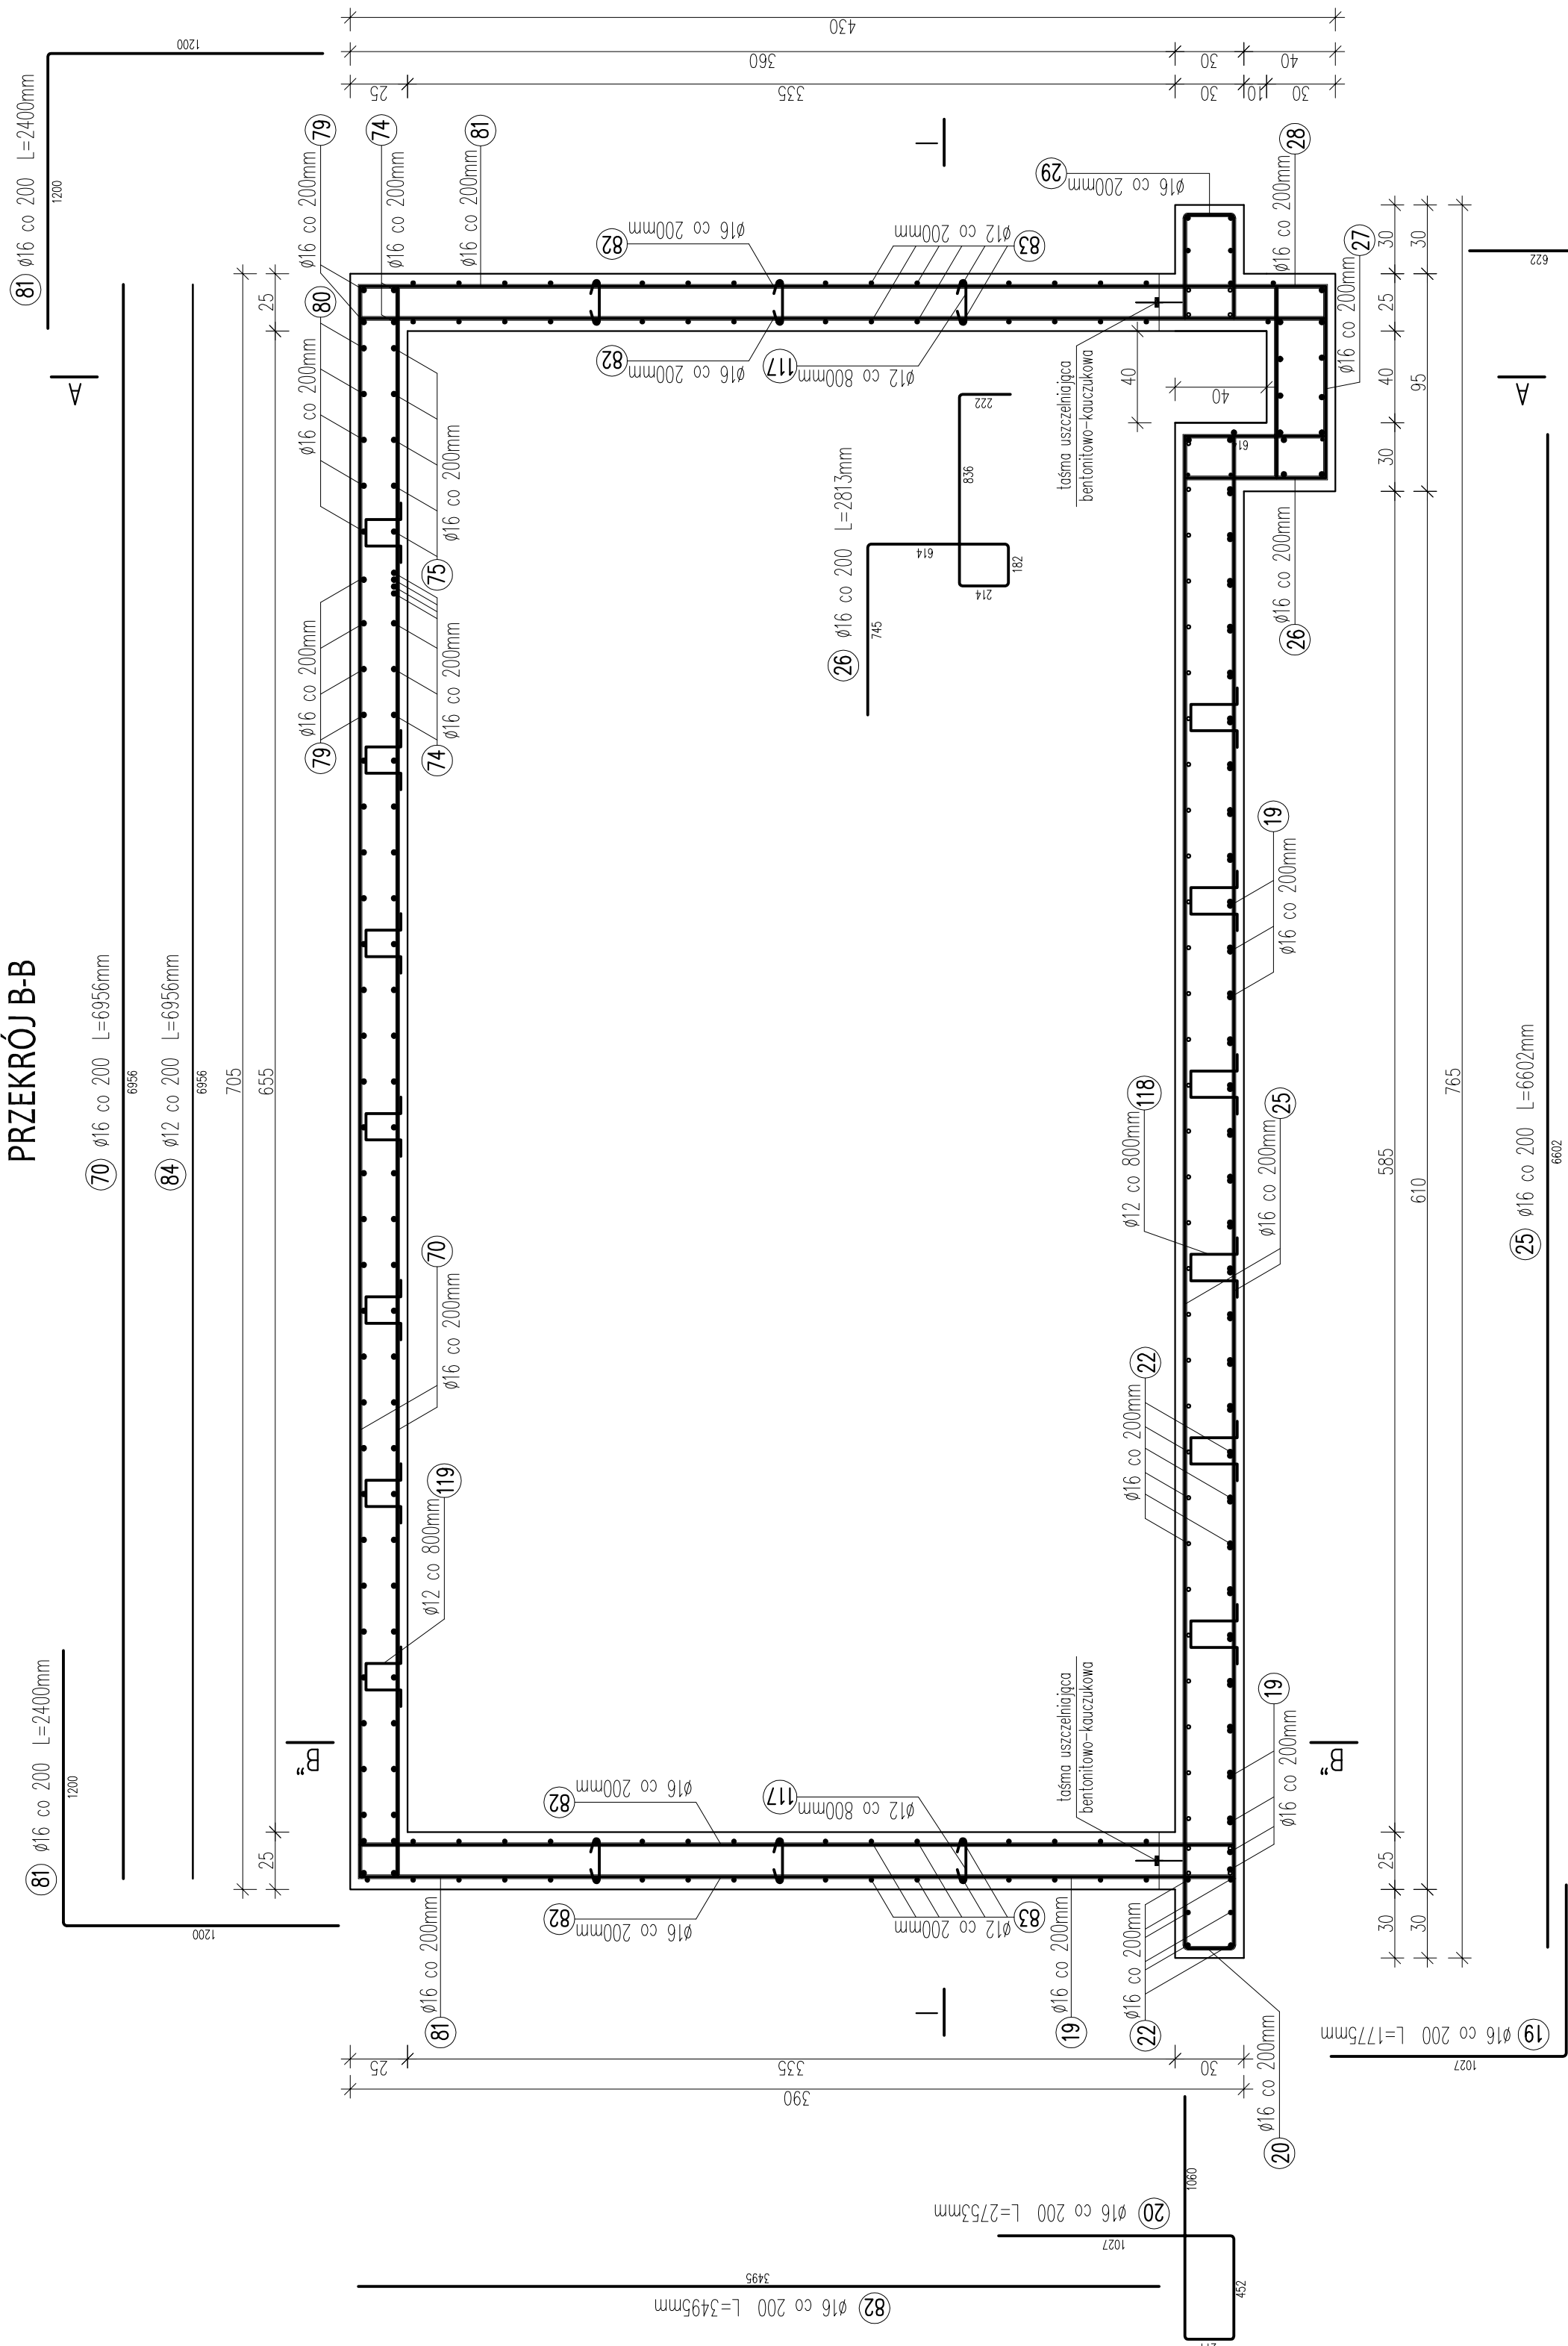 PRZEKRÓJ B-B
81 ø16 co 200 L=2400mm
1200
1200
81 ø16 co 200 L=2400mm
1200
1200
70 ø16 co 200 L=6956mm
6956
84 ø12 co 200 L=6956mm
6956
705
25
655
25
A
A
B”
B”
I
I
430
360
30
40
25
335
30
10
30
79
ø16 co 200mm
74
ø16 co 200mm
81
ø16 co 200mm
80
ø16 co 200mm
75
ø16 co 200mm
79
ø16 co 200mm
74
ø16 co 200mm
70
ø16 co 200mm
119
ø12 co 800mm
82
ø16 co 200mm
82
ø16 co 200mm
83
ø12 co 200mm
117
ø12 co 800mm
29
ø16 co 200mm
28
ø16 co 200mm
27
ø16 co 200mm
26
ø16 co 200mm
40
40
614
taśma uszczelniająca
bentonitowo-kauczukowa
26 ø16 co 200 L=2813mm
745
614
836
222
214
182
19
ø16 co 200mm
118
ø12 co 800mm
25
ø16 co 200mm
22
ø16 co 200mm
19
ø16 co 200mm
taśma uszczelniająca
bentonitowo-kauczukowa
82
ø16 co 200mm
82
ø16 co 200mm
117
ø12 co 800mm
83
ø12 co 200mm
81
ø16 co 200mm
19
ø16 co 200mm
22
ø16 co 200mm
20
ø16 co 200mm
25
335
30
390
30
25
585
30
40
25
30
30
610
95
30
765
25 ø16 co 200 L=6602mm
6602
622
19 ø16 co 200 L=1775mm
1027
20 ø16 co 200 L=2753mm
1060
1027
452
82 ø16 co 200 L=3495mm
3495